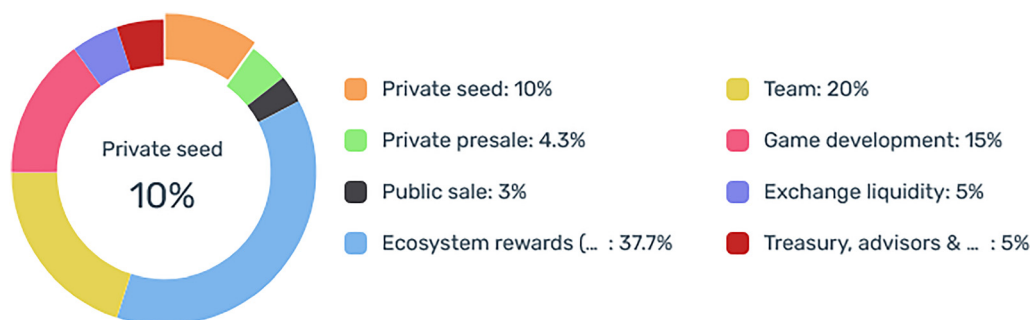 Private seed
10%
Private seed: 10%
Private presale: 4.3%
Public sale: 3%
Ecosystem rewards (... : 37.7%
Team: 20%
Game development: 15%
Exchange liquidity: 5%
Treasury, advisors & ... : 5%